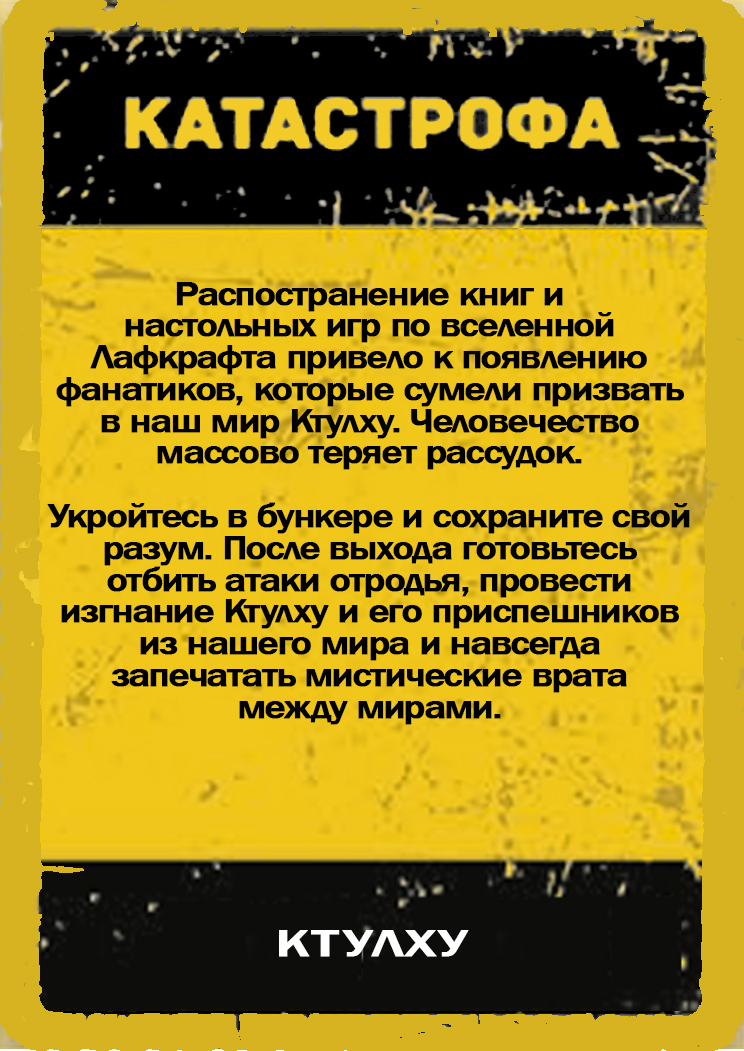 КАТАСТРОФА
Распостранение книг и
настольных игр по вселенной
Лафкрафта привело к появлению
фанатиков, которые сумели призвать
в наш мир Ктулху. Человечество
массово теряет рассудок.
Укройтесь в бункере и сохраните свой
разум. После выхода готовьтесь
отбить атаки отродья, провести
изгнание Ктулху и его приспешников
из нашего мира и навсегда
запечатать мистические врата
между мирами.
КТУЛХУ